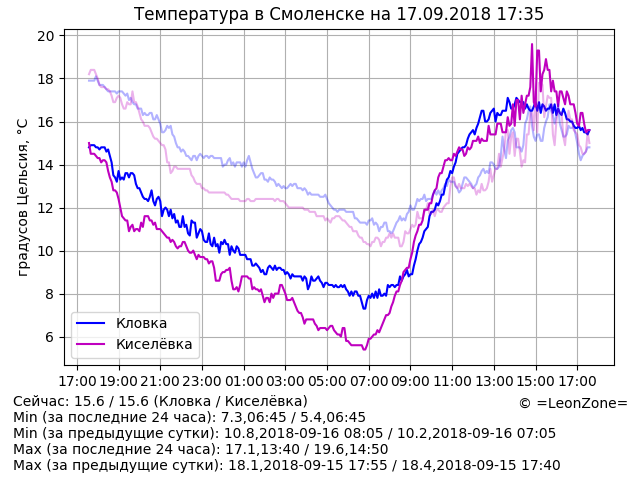 Температура в Смоленске на 17.09.2018 17:35
градусов Цельсия, °C
20
18
16
14
12
10
8
6
Кловка
Киселёвка
17:00 19:00 21:00 23:00 01:00 03:00 05:00 07:00 09:00 11:00 13:00 15:00 17:00
Сейчас: 15.6 / 15.6 (Кловка / Киселёвка)
© =LeonZone=
Min (за последние 24 часа): 7.3,06:45 / 5.4,06:45
Min (за предыдущие сутки): 10.8,2018-09-16 08:05 / 10.2,2018-09-16 07:05
Max (за последние 24 часа): 17.1,13:40 / 19.6,14:50
Max (за предыдущие сутки): 18.1,2018-09-15 17:55 / 18.4,2018-09-15 17:40